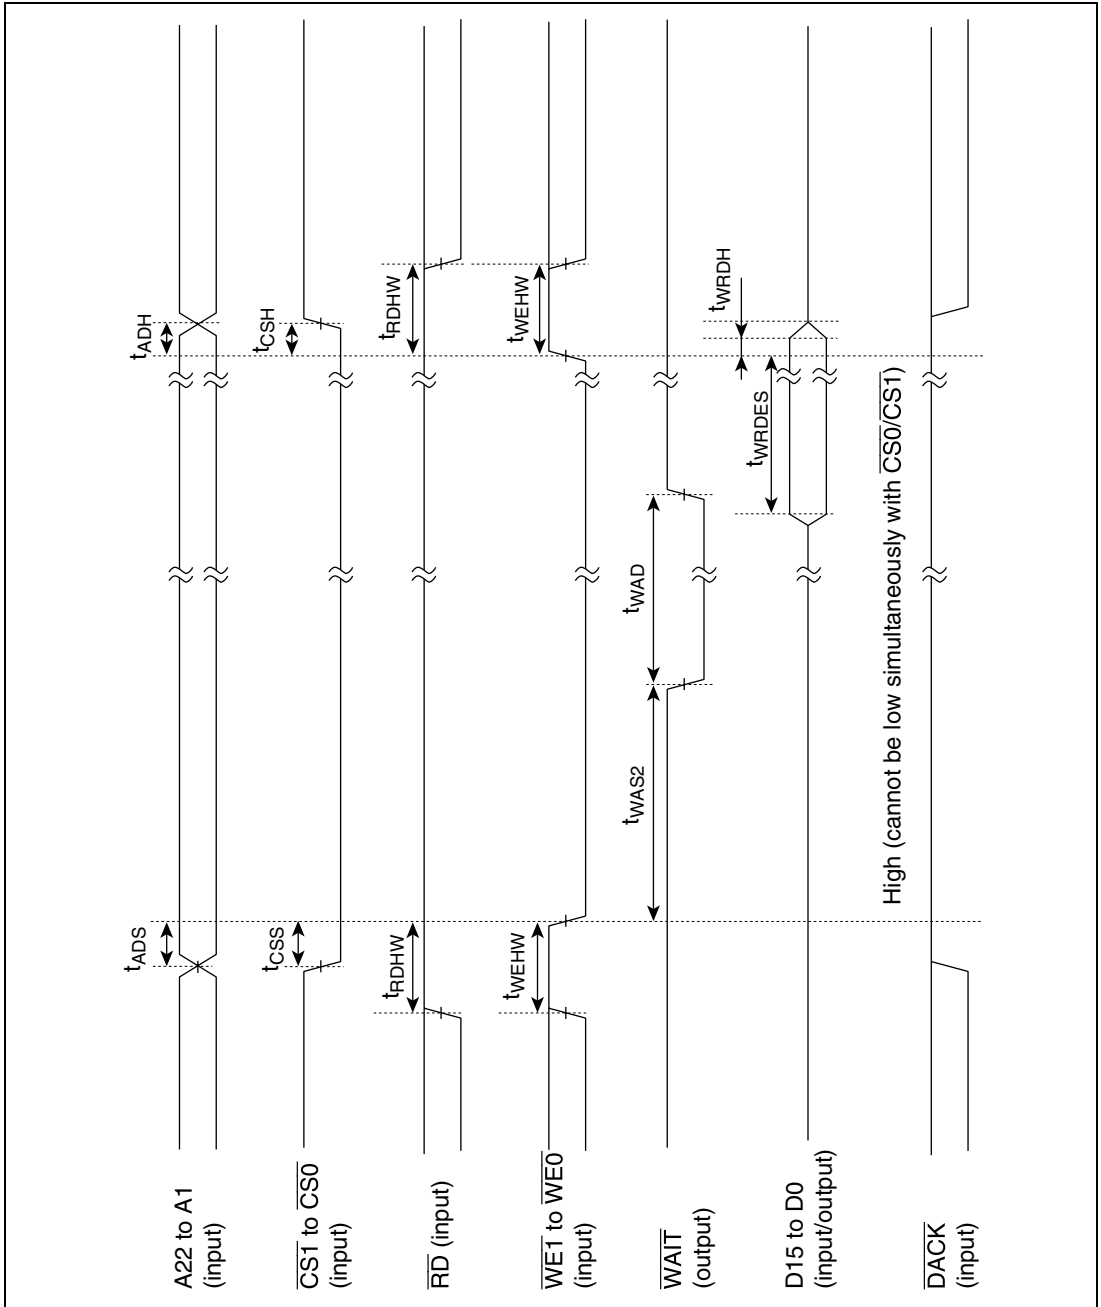 A22 to A1
(input)
tADS
tADH
CS1 to CS0
(input)
tCSS
tCSH
RD (input)
tRDHW
tRDHW
WE1 to WE0
(input)
tWEHW
tWEHW
WAIT
(output)
tWAS2
tWAD
D15 to D0
(input/output)
tWRDES
tWRDH
High (cannot be low simultaneously with CS0/CS1)
DACK
(input)